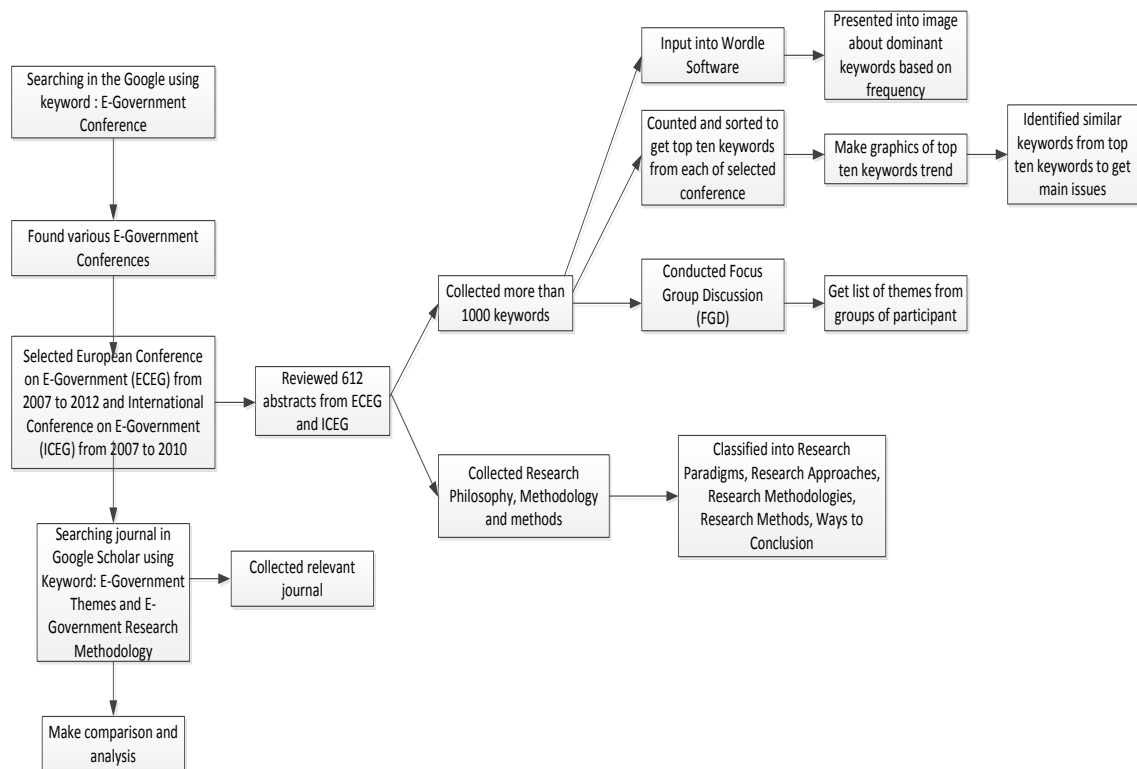 Searching in the Google using
keyword : E-Government
Conference
Found various E-Government
Conferences
Selected European Conference
on E-Government (ECEG) from
2007 to 2012 and International
Conference on E-Government
(ICEG) from 2007 to 2010
Searching journal in
Google Scholar using
Keyword: E-Government
Themes and E-
Government Research
Methodology
Make comparison and
analysis
Collected relevant
journal
Reviewed 612
abstracts from ECEG
and ICEG
Collected more than
1000 keywords
Input into Wordle
Software
Presented into image
about dominant
keywords based on
frequency
Counted and sorted to
get top ten keywords
from each of selected
conference
Make graphics of top
ten keywords trend
Identified similar
keywords from top
ten keywords to get
main issues
Conducted Focus
Group Discussion
(FGD)
Get list of themes from
groups of participant
Collected Research
Philosophy, Methodology
and methods
Classified into Research
Paradigms, Research Approaches,
Research Methodologies,
Research Methods, Ways to
Conclusion